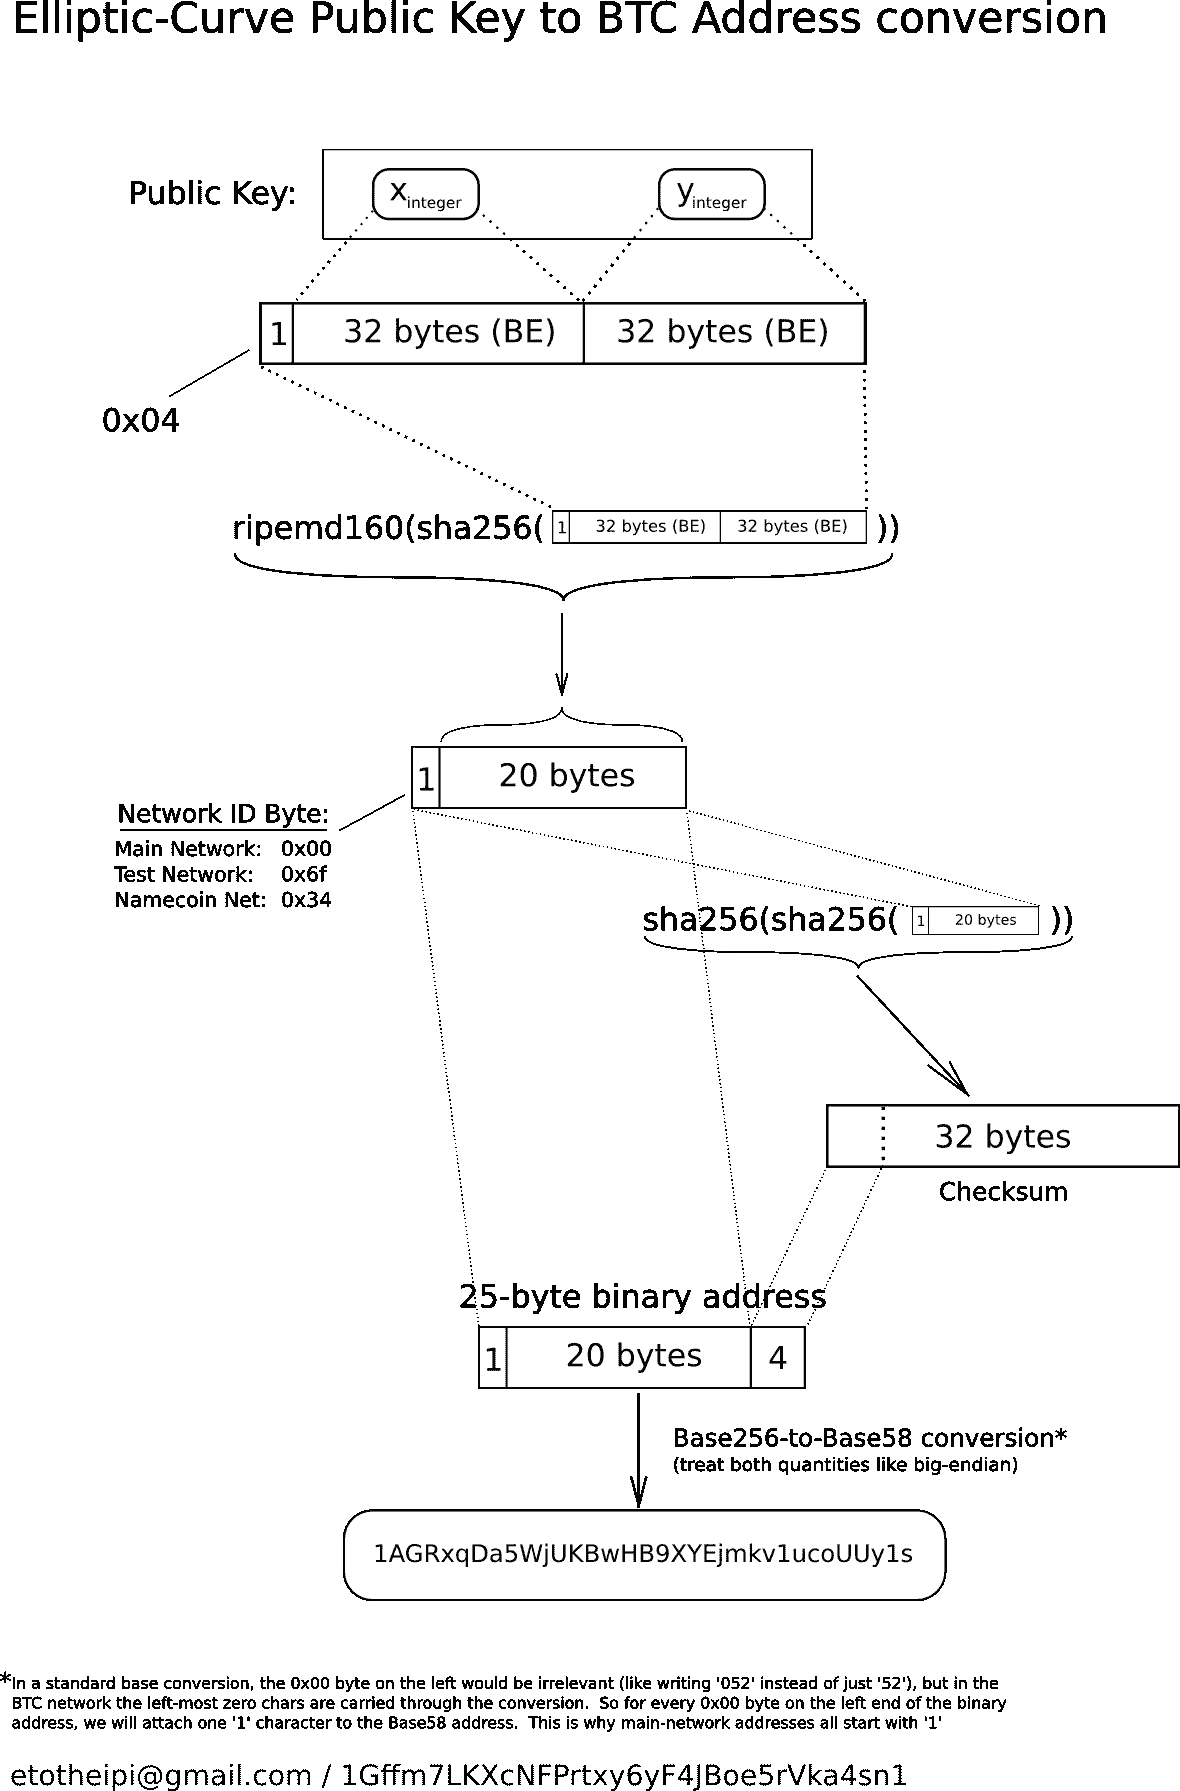 Elliptic-Curve Public Key to BTC Address conversion
Public Key: xinteger yinteger
1 32 bytes (BE) 32 bytes (BE)
0x04
ripemd160(sha256( 1 32 bytes (BE) 32 bytes (BE) ))
1 20 bytes
Network ID Byte:
Main Network: 0x00
Test Network: 0x6f
Namecoin Net: 0x34
sha256(sha256( 1 20 bytes ))
32 bytes
Checksum
25-byte binary address
1 20 bytes 4
Base256-to-Base58 conversion*
(treat both quantities like big-endian)
1AGRxqDa5WjUKBwHB9XYEjmkv1ucoUUy1s
*In a standard base conversion, the 0x00 byte on the left would be irrelevant (like writing '052' instead of just '52'), but in the
BTC network the left-most zero chars are carried through the conversion. So for every 0x00 byte on the left end of the binary
address, we will attach one '1' character to the Base58 address. This is why main-network addresses all start with '1'
etotheipi@gmail.com / 1Gffm7LKXcNFPrtxy6yF4JBoe5rVka4sn1